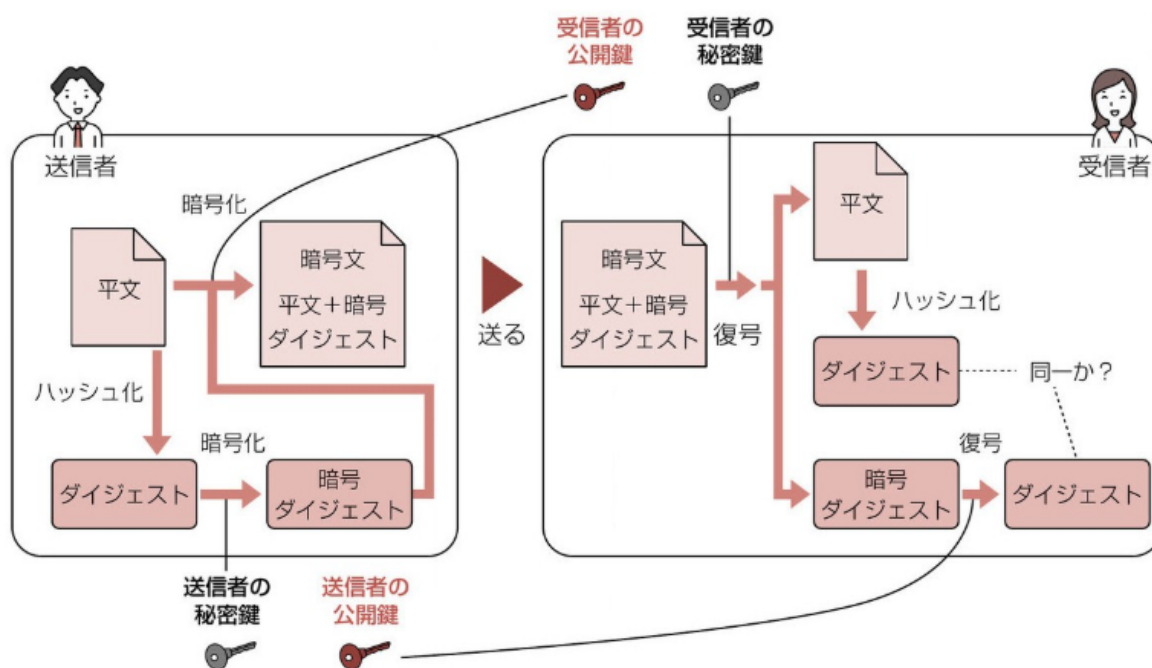 受信者の
公開鍵
受信者の
秘密鍵
送信者
受信者
暗号化
平文
暗号文
平文＋暗号
ダイジェスト
送る
暗号文
平文＋暗号
ダイジェスト
復号
平文
ハッシュ化
ダイジェスト
同一か？
ハッシュ化
暗号化
ダイジェスト
暗号
ダイジェスト
暗号
ダイジェスト
復号
ダイジェスト
送信者の
秘密鍵
送信者の
公開鍵